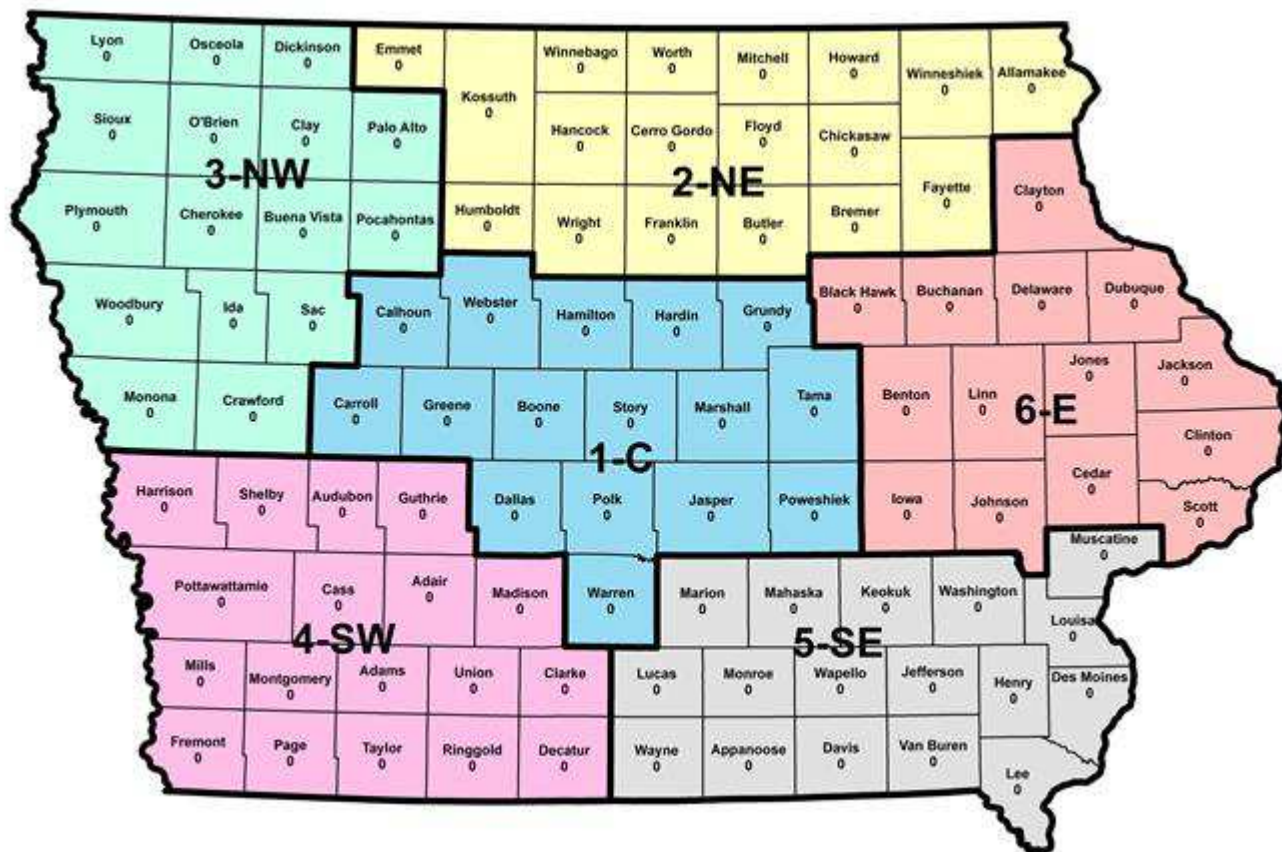 Lyon
0
Osceola
0
Dickinson
0
Emmet
0
Kossuth
0
Winnebago
0
Worth
0
Mitchell
0
Howard
0
Winneshiek
0
Allamakee
0
Sioux
0
O'Brien
0
Clay
0
Palo Alto
0
Hancock
0
Cerro Gordo
0
Floyd
0
Chickasaw
0
3-NW
2-NE
Fayette
0
Clayton
0
Plymouth
0
Cherokee
0
Buena Vista
0
Pocahontas
0
Humboldt
0
Wright
0
Franklin
0
Butler
0
Bremer
0
Woodbury
0
Ida
0
Sac
0
Calhoun
0
Webster
0
Hamilton
0
Hardin
0
Grundy
0
Black Hawk
0
Buchanan
0
Delaware
0
Dubuque
0
Monona
0
Crawford
0
Carroll
0
Greene
0
Boone
0
Story
0
Marshall
0
Tama
0
Benton
0
Linn
0
Jones
0
Jackson
0
6-E
Clinton
0
1-C
Harrison
0
Shelby
0
Audubon
0
Guthrie
0
Dallas
0
Polk
0
Jasper
0
Poweshiek
0
Iowa
0
Johnson
0
Cedar
0
Scott
0
Muscatine
0
Pottawattamie
0
Cass
0
Adair
0
Madison
0
Warren
0
Marion
0
Mahaska
0
Keokuk
0
Washington
0
Louisa
0
4-SW
5-SE
Mills
0
Montgomery
0
Adams
0
Union
0
Clarke
0
Lucas
0
Monroe
0
Wapello
0
Jefferson
0
Henry
0
Des Moines
0
Fremont
0
Page
0
Taylor
0
Ringgold
0
Decatur
0
Wayne
0
Appanoose
0
Davis
0
Van Buren
0
Lee
0